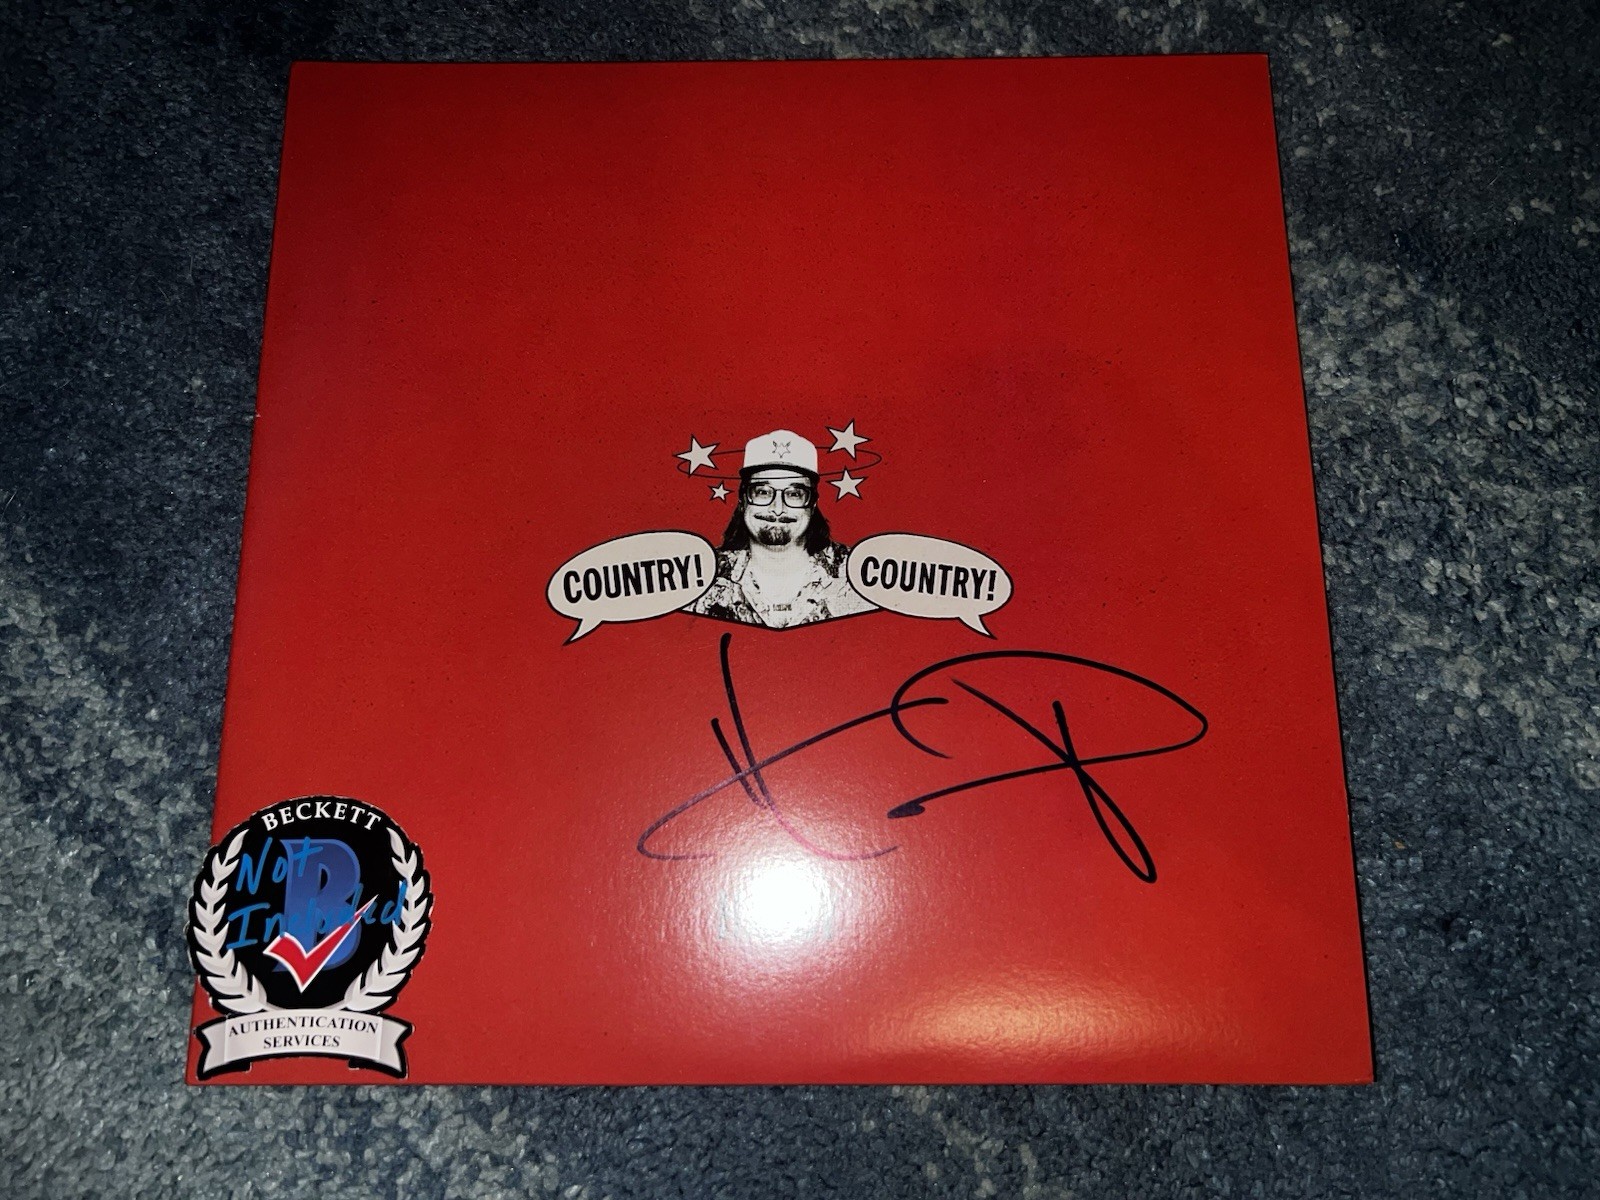 COUNTRY!
COUNTRY!
BECKETT
B
Not
Included
AUTHENTICATION
SERVICES